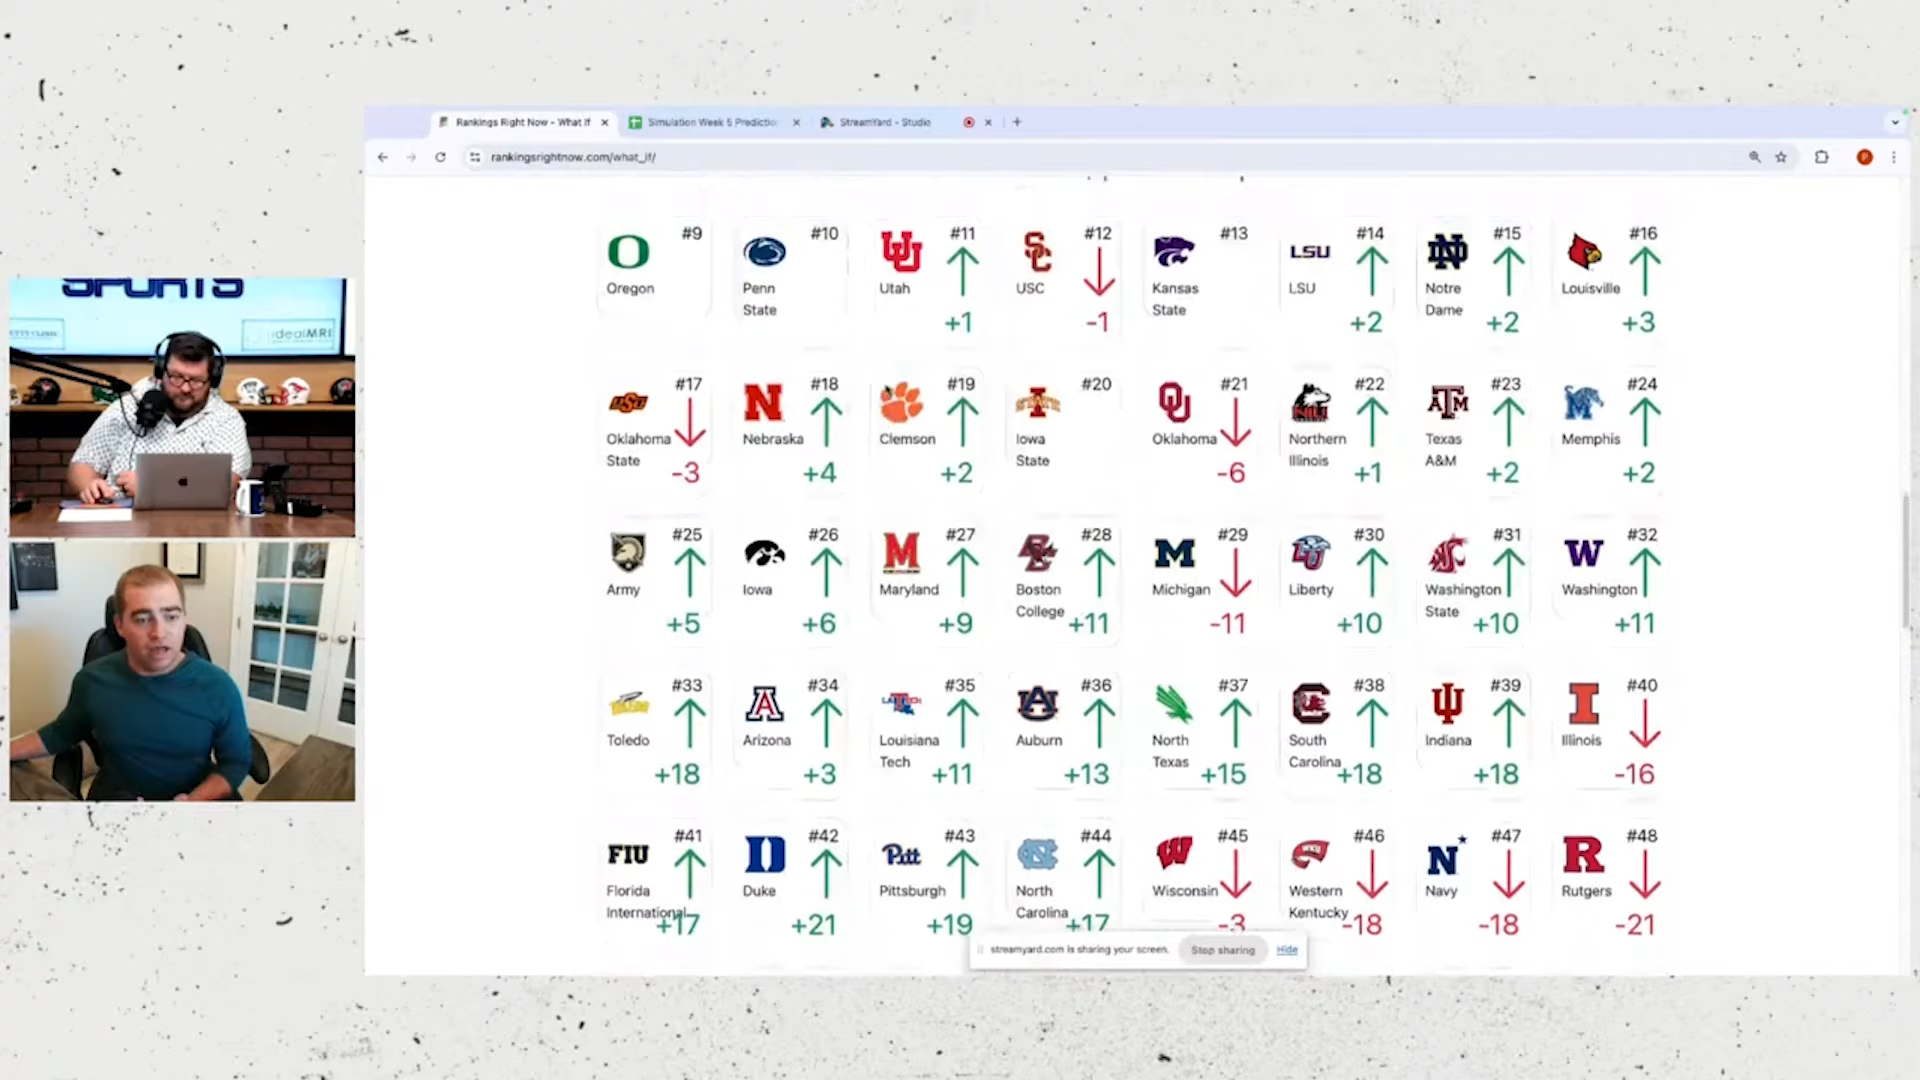 Rankings Right Now - What If
Simulation Week 5 Predictio
StreamYard - Studio
rankingsrightnow.com/what_if/
#9 #10 #11 #12 #13 #14 #15 #16
Oregon Penn State Utah USC Kansas State LSU Notre Dame Louisville
+1 -1 +2 +2 +3
#17 #18 #19 #20 #21 #22 #23 #24
Oklahoma State Nebraska Clemson Iowa State Oklahoma Northern Illinois Texas A&M Memphis
-3 +4 +2 -6 +1 +2 +2
#25 #26 #27 #28 #29 #30 #31 #32
Army Iowa Maryland Boston College Michigan Liberty Washington State Washington
+5 +6 +9 +11 -11 +10 +10 +11
#33 #34 #35 #36 #37 #38 #39 #40
Toledo Arizona Louisiana Tech Auburn North Texas South Carolina Indiana Illinois
+18 +3 +11 +13 +15 +18 +18 -16
#41 #42 #43 #44 #45 #46 #47 #48
Florida International Duke Pittsburgh North Carolina Wisconsin Western Kentucky Navy Rutgers
+17 +21 +19 +17 -3 -18 -18 -21
streamyard.com is sharing your screen. Stop sharing Hide
SPORTS
idealMRI